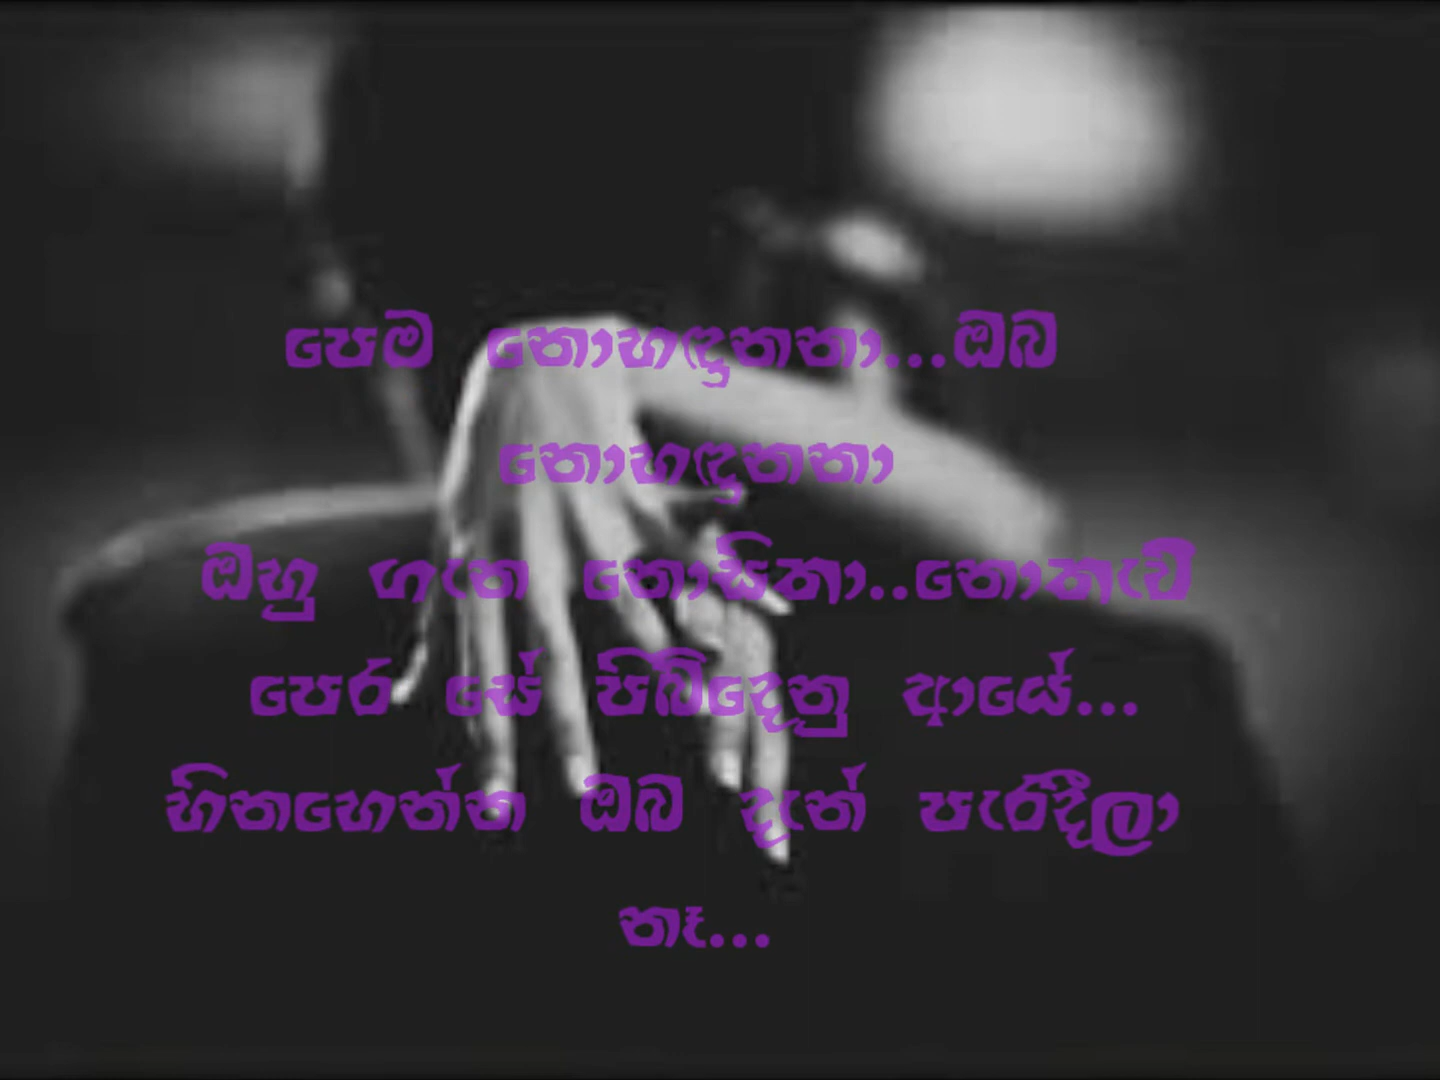 පෙම නොහඳුනනා...ඔබ
නොහඳුනනා
ඔහු ගැන නොසිතා..නොතැවී
පෙර සේ පිබිදෙනු ආයේ...
හිනහෙන්න ඔබ දැන් පැරදීලා
නෑ...